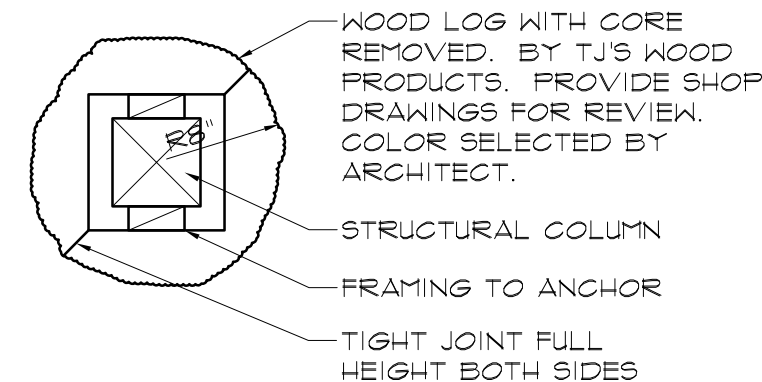 WOOD LOG WITH CORE
REMOVED. BY TJ'S WOOD
PRODUCTS. PROVIDE SHOP
DRAWINGS FOR REVIEW.
COLOR SELECTED BY
ARCHITECT.
R8"
STRUCTURAL COLUMN
FRAMING TO ANCHOR
TIGHT JOINT FULL
HEIGHT BOTH SIDES